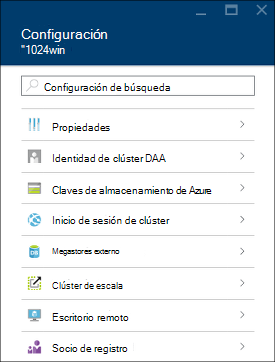 Configuración
"1024win
Configuración de búsqueda
Propiedades
Identidad de clúster DAA
Claves de almacenamiento de Azure
Inicio de sesión de clúster
Megastores externo
Clúster de escala
Escritorio remoto
Socio de registro